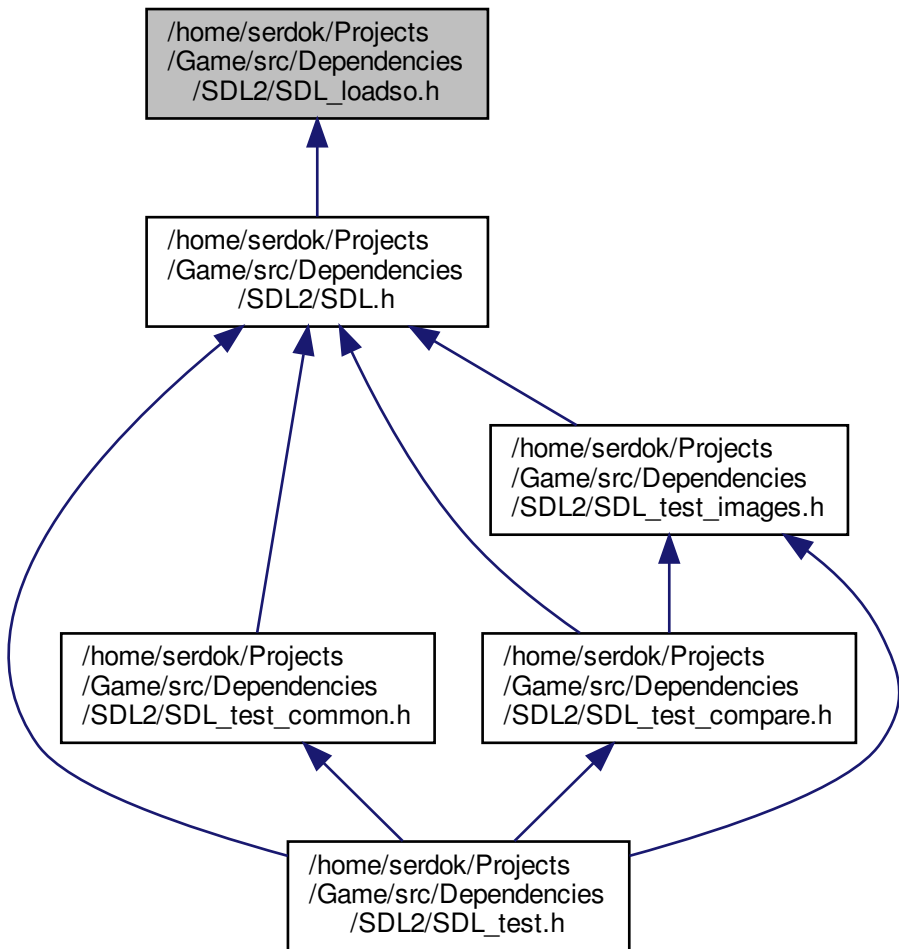 /home/serdok/Projects
/Game/src/Dependencies
/SDL2/SDL_loadso.h
/home/serdok/Projects
/Game/src/Dependencies
/SDL2/SDL.h
/home/serdok/Projects
/Game/src/Dependencies
/SDL2/SDL_test_images.h
/home/serdok/Projects
/Game/src/Dependencies
/SDL2/SDL_test_common.h
/home/serdok/Projects
/Game/src/Dependencies
/SDL2/SDL_test_compare.h
/home/serdok/Projects
/Game/src/Dependencies
/SDL2/SDL_test.h